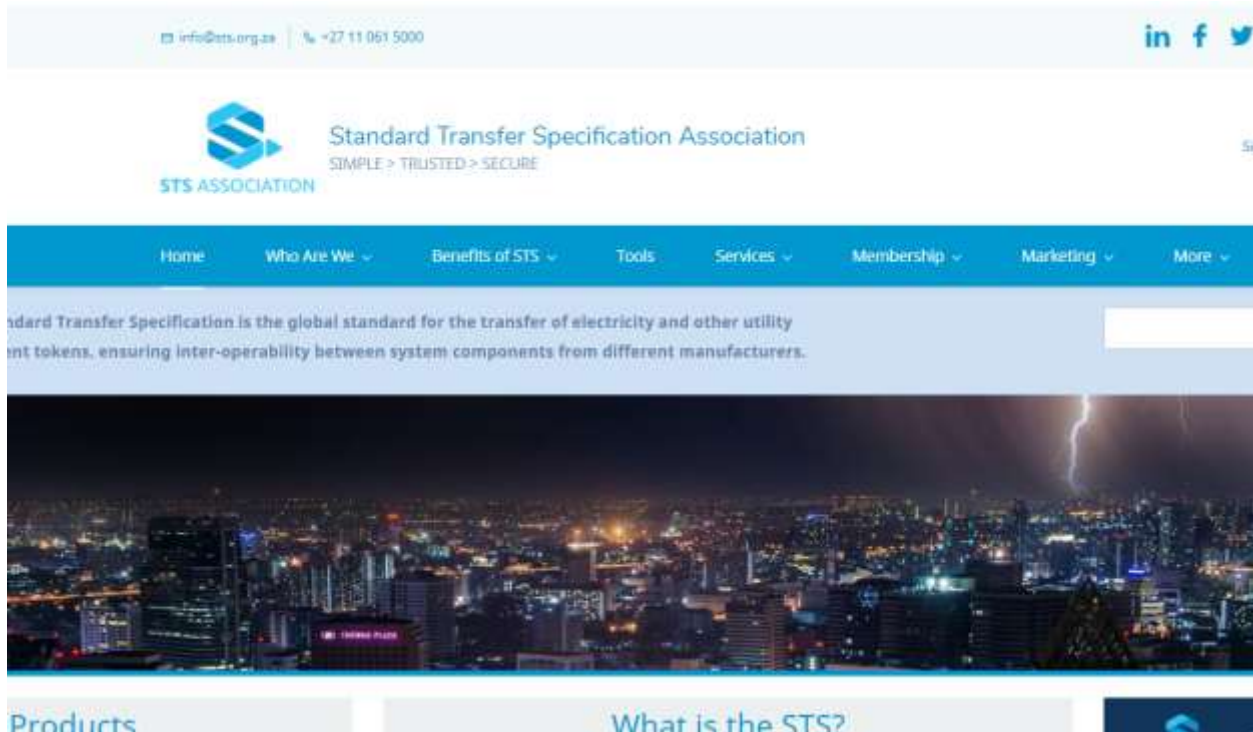 info@sts.org.za | +27 11 061 5000
in f
Standard Transfer Specification Association
SIMPLE > TRUSTED > SECURE
STS ASSOCIATION
Home Who Are We Benefits of STS Tools Services Membership Marketing More
ndard Transfer Specification is the global standard for the transfer of electricity and other utility
ent tokens, ensuring inter-operability between system components from different manufacturers.
Products What is the STS?